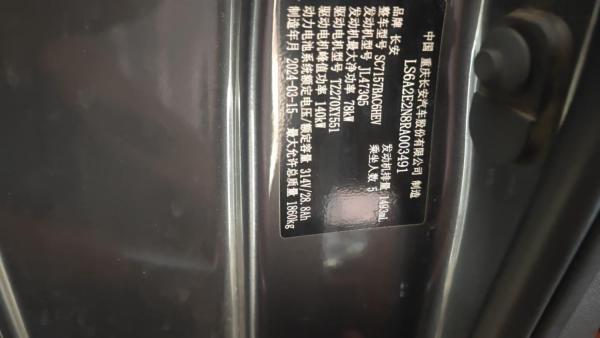 中国 重庆长安汽车股份有限公司 制造
LS6A2E2N8RA003491
品牌 长安
整车型号 SC7157BAC6HEV
发动机型号 JL473Q5 发动机排量 1492mL
发动机最大净功率 78kW 乘坐人数 5
驱动电机型号 TZ270XY551
驱动电机峰值功率 140kW
动力电池系统额定电压/额定容量 314V/28.8Ah
制造年月 2024-03-15 最大允许总质量 1860kg